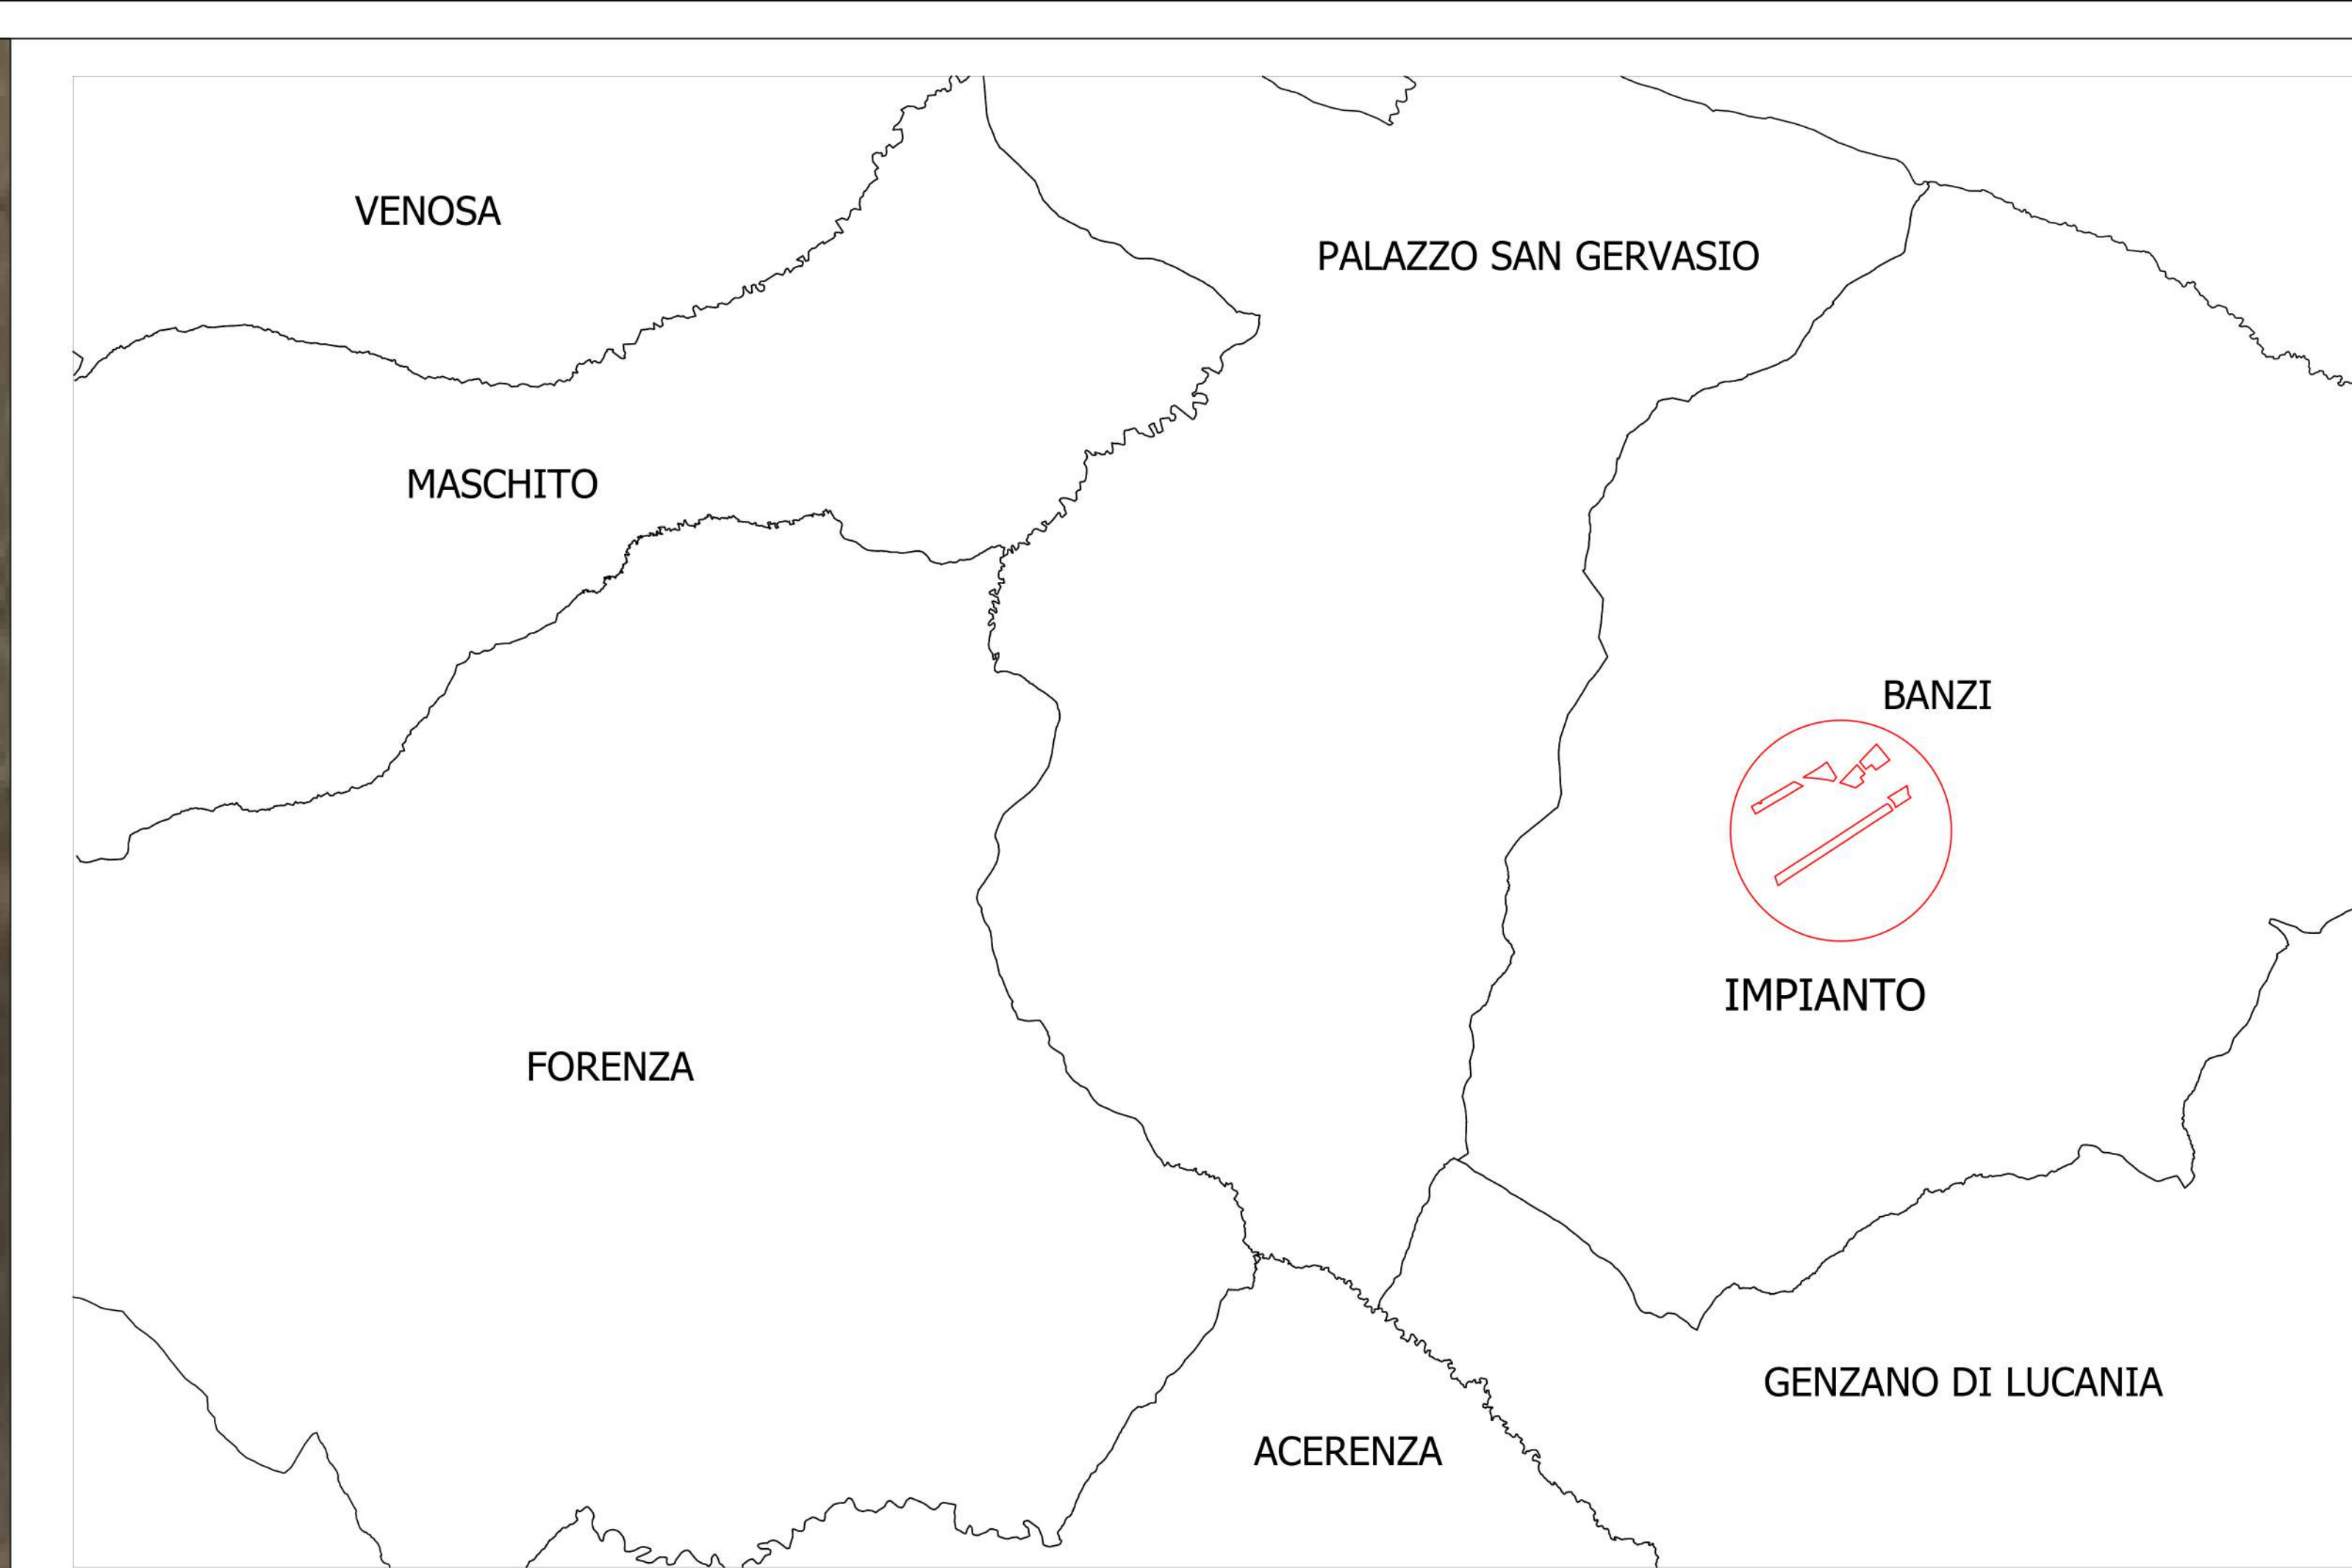 VENOSA
PALAZZO SAN GERVASIO
MASCHITO
BANZI
IMPIANTO
FORENZA
GENZANO DI LUCANIA
ACERENZA